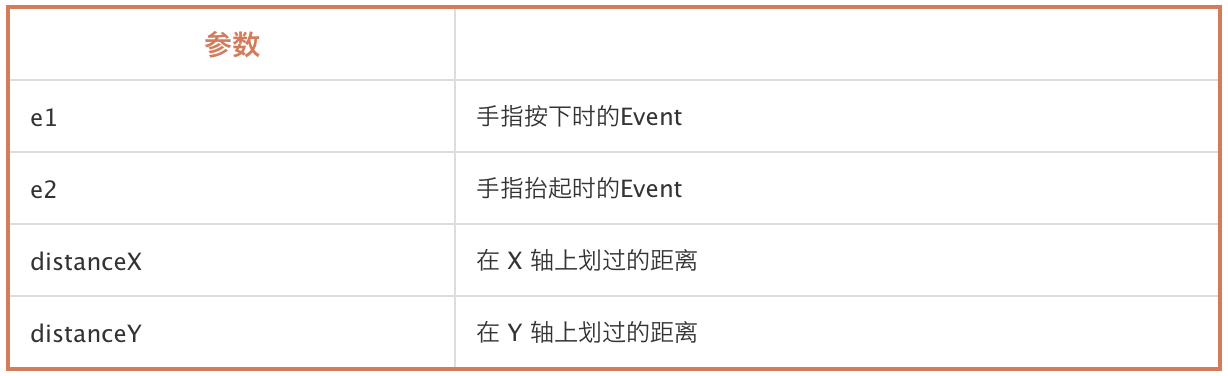 参数
e1 手指按下时的Event
e2 手指抬起时的Event
distanceX 在 X 轴上划过的距离
distanceY 在 Y 轴上划过的距离